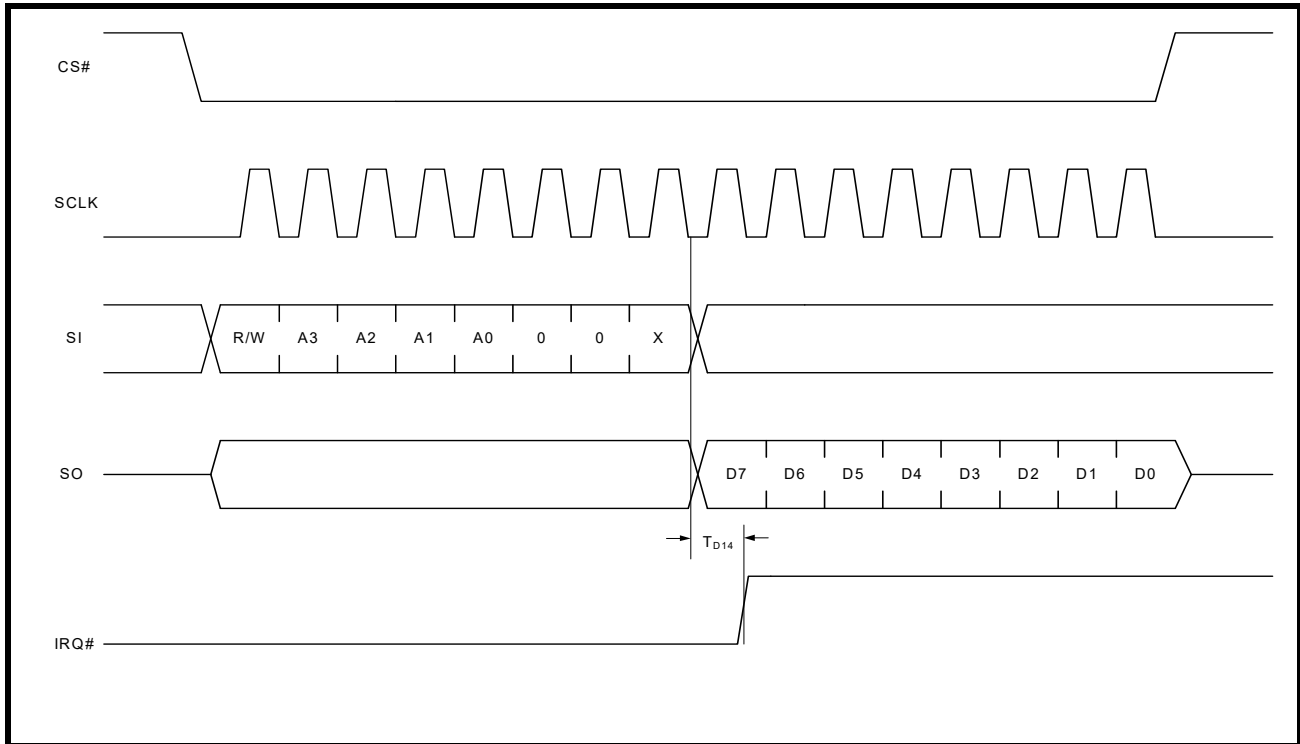 CS#
SCLK
SI R/W A3 A2 A1 A0 0 0 X
SO D7 D6 D5 D4 D3 D2 D1 D0
TD14
IRQ#